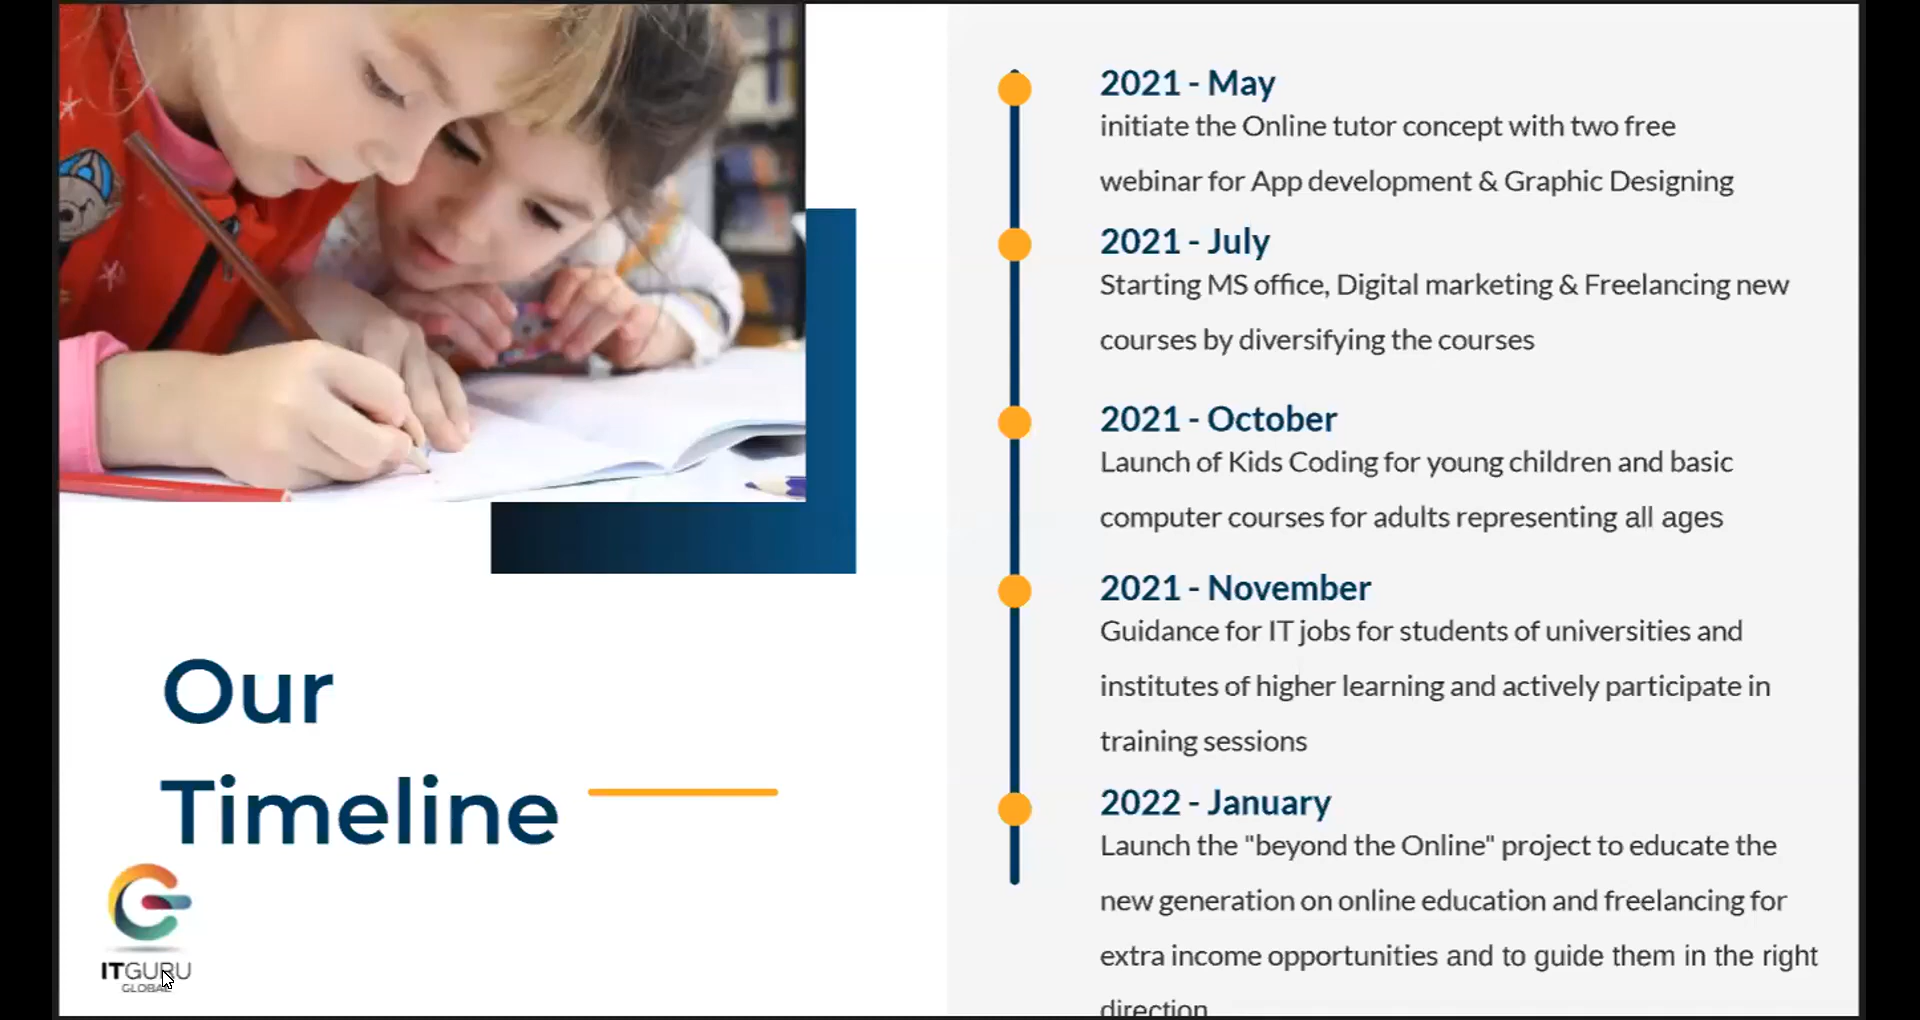 2021 - May
initiate the Online tutor concept with two free
webinar for App development & Graphic Designing
2021 - July
Starting MS office, Digital marketing & Freelancing new
courses by diversifying the courses
2021 - October
Launch of Kids Coding for young children and basic
computer courses for adults representing all ages
2021 - November
Guidance for IT jobs for students of universities and
institutes of higher learning and actively participate in
training sessions
2022 - January
Launch the "beyond the Online" project to educate the
new generation on online education and freelancing for
extra income opportunities and to guide them in the right
direction
Our
Timeline
ITGURU
GLOBAL